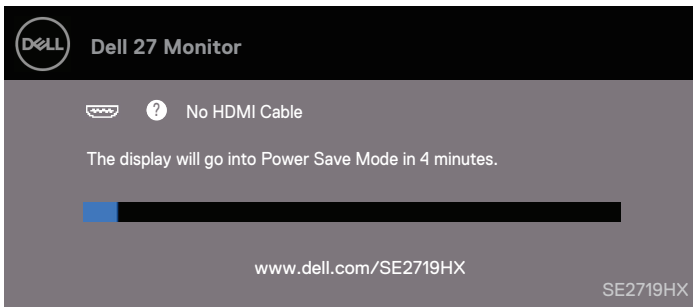 DELL
Dell 27 Monitor
? No HDMI Cable
The display will go into Power Save Mode in 4 minutes.
www.dell.com/SE2719HX
SE2719HX